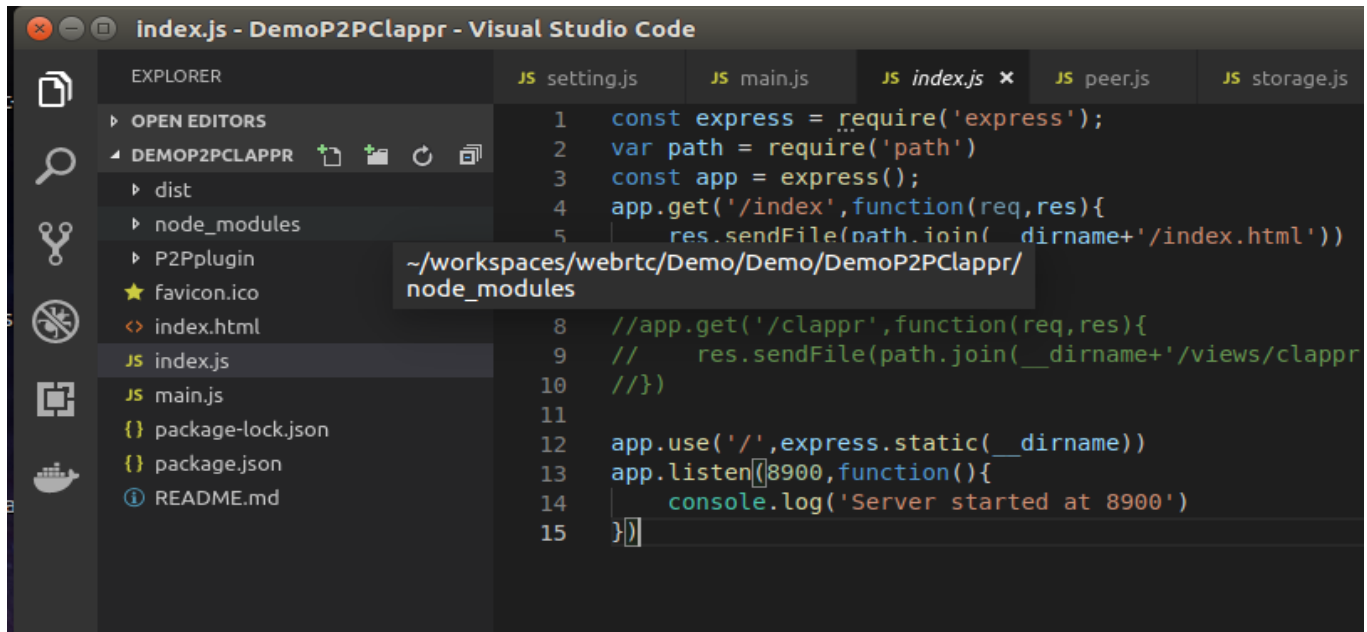 index.js - DemoP2PClappr - Visual Studio Code
EXPLORER
OPEN EDITORS
DEMOP2PCLAPPR
dist
node_modules
P2Pplugin
favicon.ico
<> index.html
JS index.js
JS main.js
{} package-lock.json
{} package.json
README.md
~/workspaces/webrtc/Demo/Demo/DemoP2PClappr/
node_modules
JS setting.js JS main.js JS index.js × JS peer.js JS storage.js
1 const express = require('express');
2 var path = require('path')
3 const app = express();
4 app.get('/index',function(req,res){
5 res.sendFile(path.join(__dirname+'/index.html'))
8 //app.get('/clappr',function(req,res){
9 // res.sendFile(path.join(__dirname+'/views/clappr
10 //})
11
12 app.use('/',express.static(__dirname))
13 app.listen(8900,function(){
14 console.log('Server started at 8900')
15 })